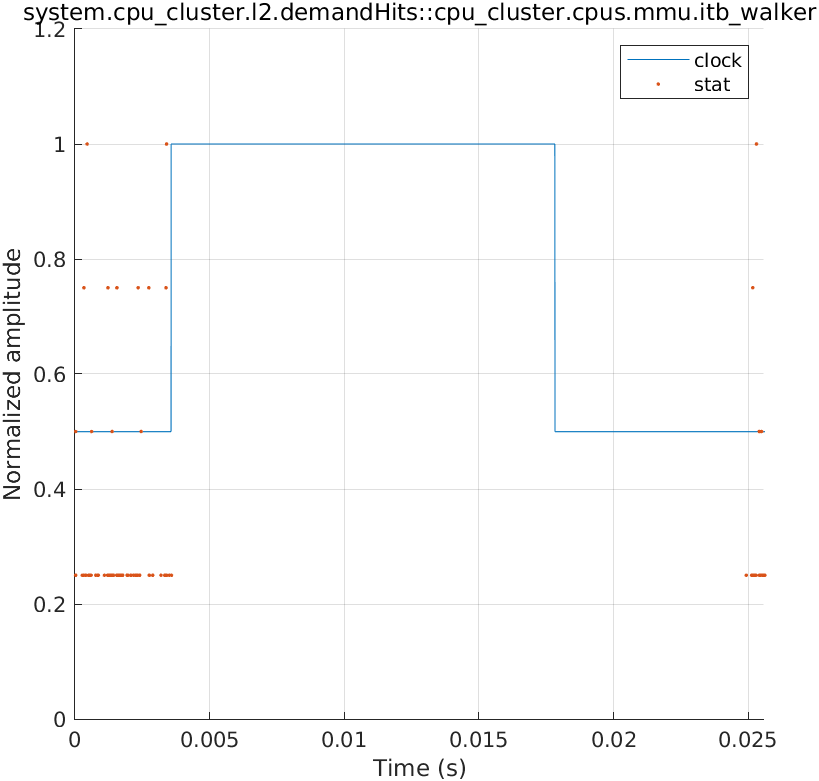 system.cpu_cluster.l2.demandHits::cpu_cluster.cpus.mmu.itb_walker
1.2
clock
stat
1
0.8
Normalized amplitude
0.6
0.4
0.2
0
0 0.005 0.01 0.015 0.02 0.025
Time (s)